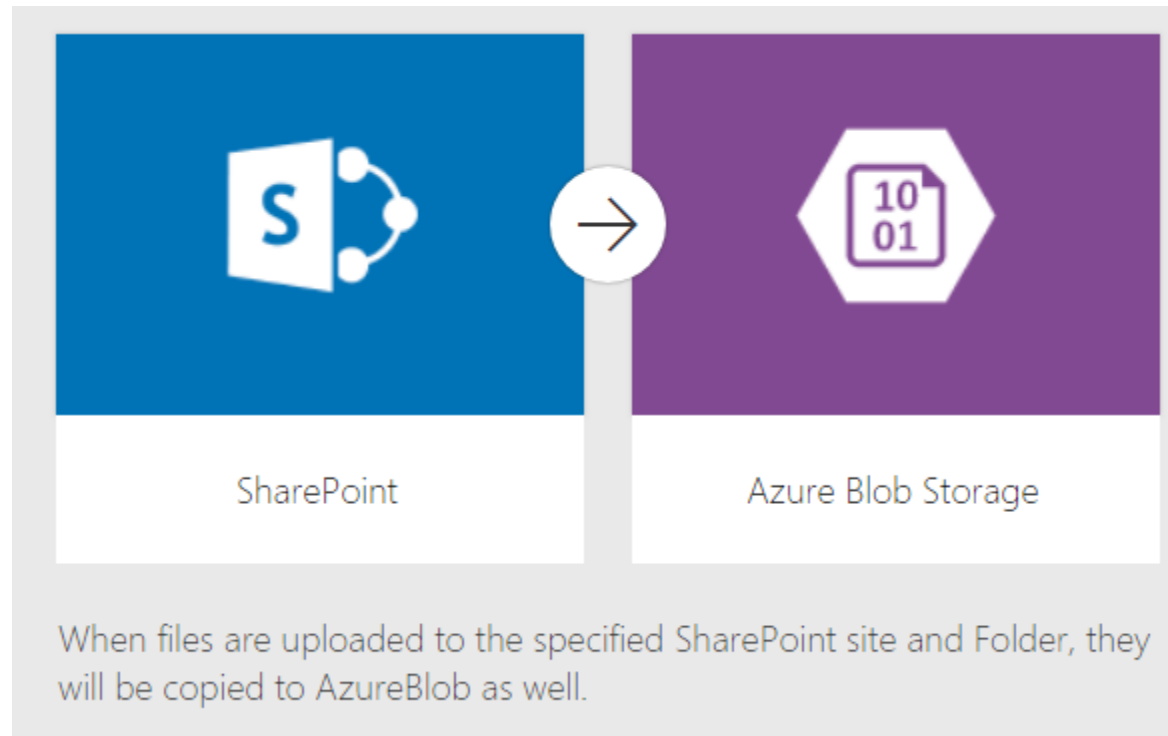 S
10
01
SharePoint
Azure Blob Storage
When files are uploaded to the specified SharePoint site and Folder, they
will be copied to AzureBlob as well.